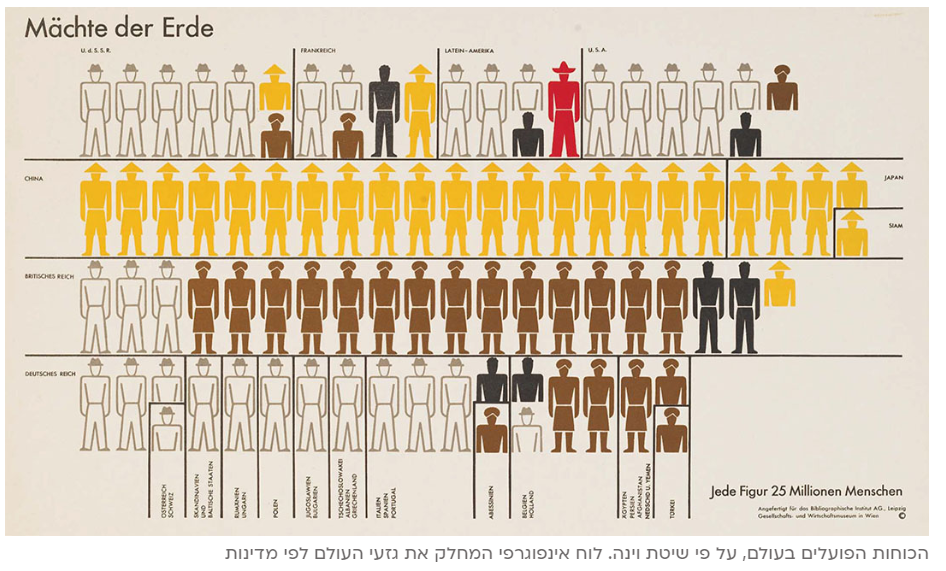 Mächte der Erde
U. d. S. S. R.
FRANKREICH
LATEIN-AMERIKA
U. S. A.
CHINA
JAPAN
SIAM
BRITISCHES REICH
DEUTSCHES REICH
ÖSTERREICH
SCHWEIZ
SKANDINAVIEN
UND
BALTISCHE STAATEN
RUMÄNIEN
UNGARN
POLEN
JUGOSLAWIEN
BULGARIEN
TSCHECHOSLOWAKEI
ALBANIEN
GRIECHENLAND
ITALIEN
SPANIEN
PORTUGAL
ABESSINIEN
BELGIEN
HOLLAND
ÄGYPTEN
PERSIEN
AFGHANISTAN
NEDSCHD U. YEMEN
TÜRKEI
Jede Figur 25 Millionen Menschen
Angefertigt für das Bibliographische Institut AG., Leipzig
Gesellschafts- und Wirtschaftsmuseum in Wien ©
הכוחות הפועלים בעולם, על פי שיטת וינה. לוח אינפוגרפי המחלק את גזעי העולם לפי מדינות